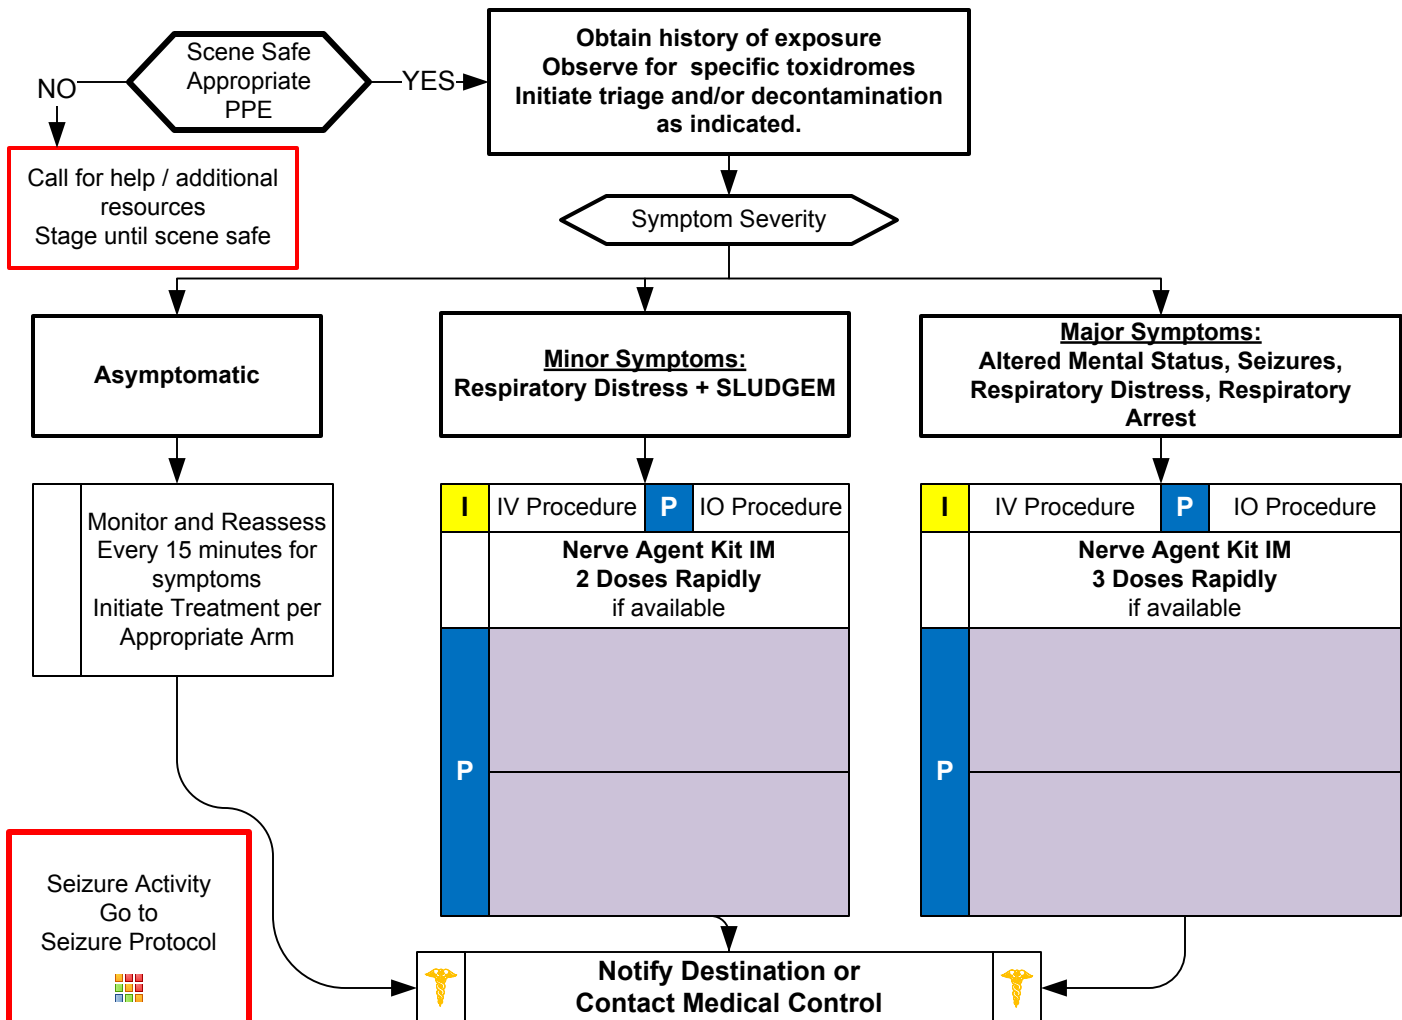 Scene Safe
Appropriate
PPE
NO
YES
Obtain history of exposure
Observe for specific toxidromes
Initiate triage and/or decontamination
as indicated.
Call for help / additional
resources
Stage until scene safe
Symptom Severity
Asymptomatic
Minor Symptoms:
Respiratory Distress + SLUDGEM
Major Symptoms:
Altered Mental Status, Seizures,
Respiratory Distress, Respiratory
Arrest
Monitor and Reassess
Every 15 minutes for
symptoms
Initiate Treatment per
Appropriate Arm
I IV Procedure P IO Procedure
Nerve Agent Kit IM
2 Doses Rapidly
if available
P
I IV Procedure P IO Procedure
Nerve Agent Kit IM
3 Doses Rapidly
if available
P
Seizure Activity
Go to
Seizure Protocol
Notify Destination or
Contact Medical Control